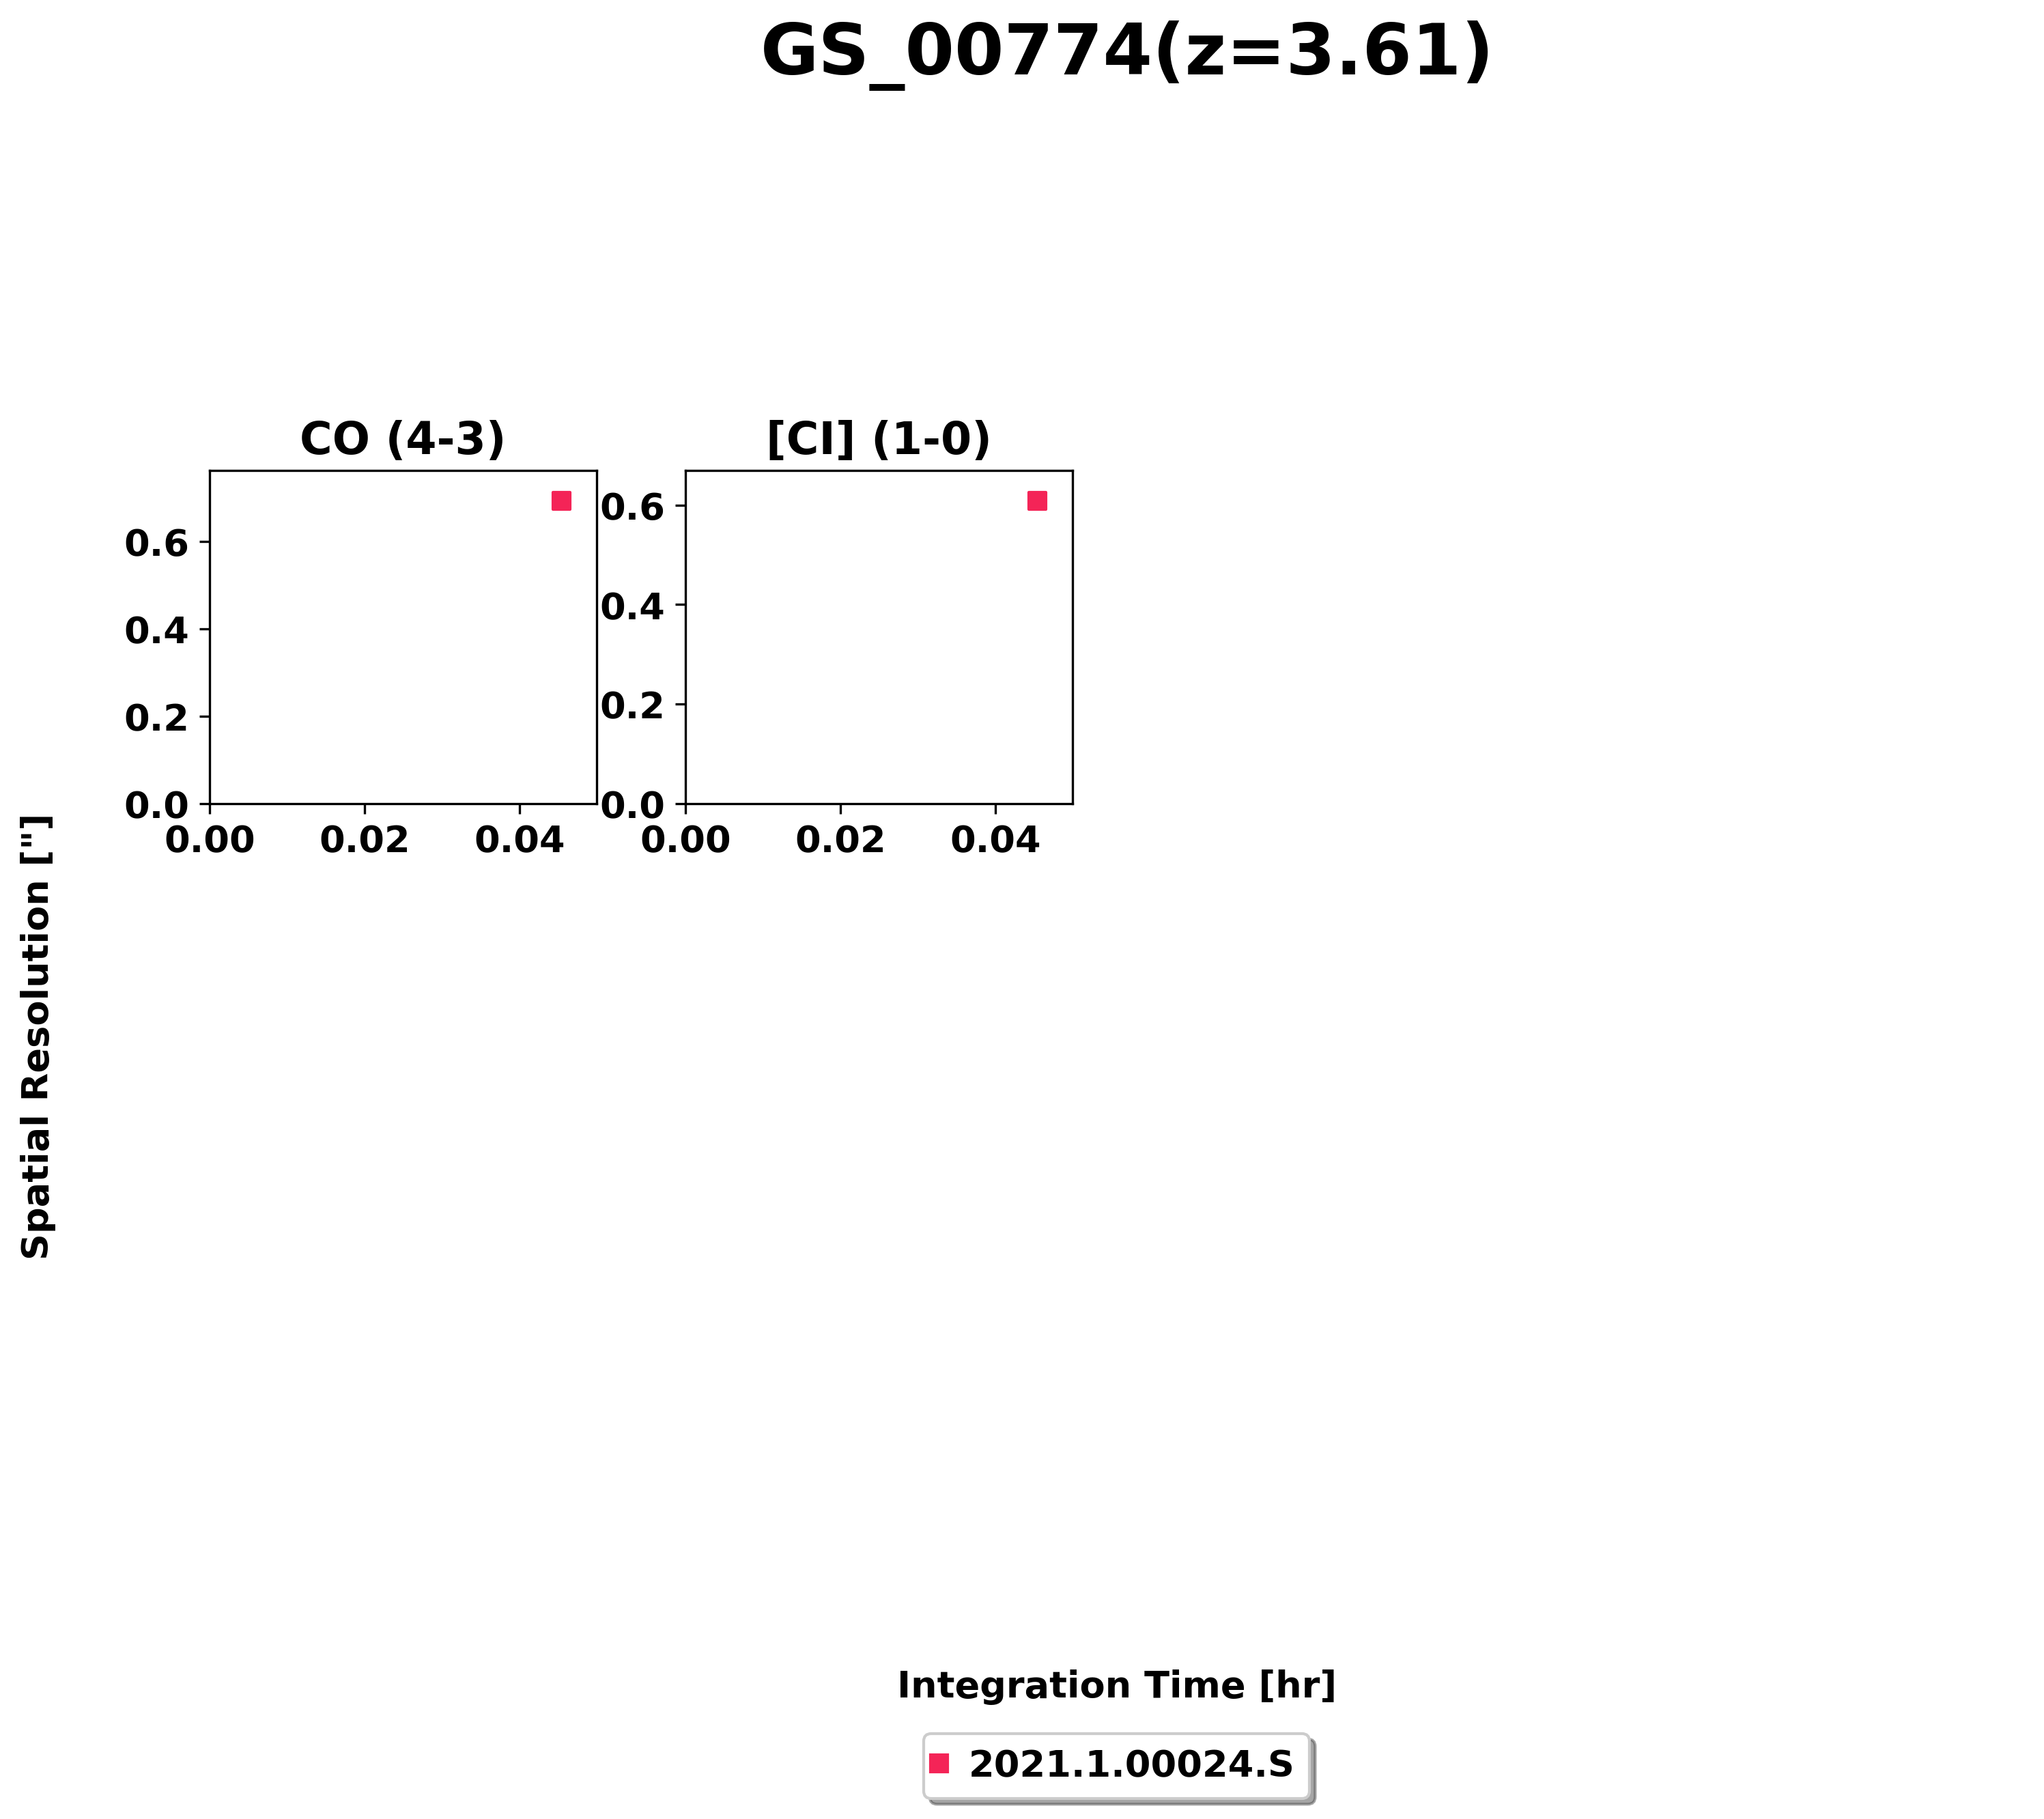 GS_00774(z=3.61)
CO (4-3)
[CI] (1-0)
0.6
0.4
0.2
0.0
0.00 0.02 0.04
0.6
0.4
0.2
0.0
0.00 0.02 0.04
Spatial Resolution ["]
Integration Time [hr]
2021.1.00024.S